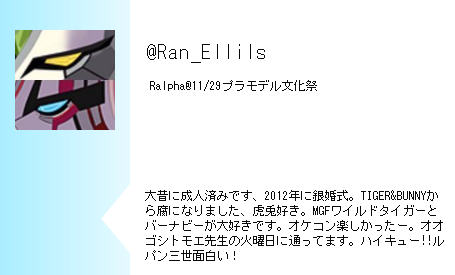 @Ran_Ellils
Ralpha@11/29プラモデル文化祭
大昔に成人済みです、2012年に銀婚式。TIGER&BUNNYか
ら腐になりました、虎兎好き。MGFワイルドタイガーと
バーナビーが大好きです。オケコン楽しかったー。オオ
ゴシトモエ先生の火曜日に通ってます。ハイキュー!!ル
パン三世面白い！